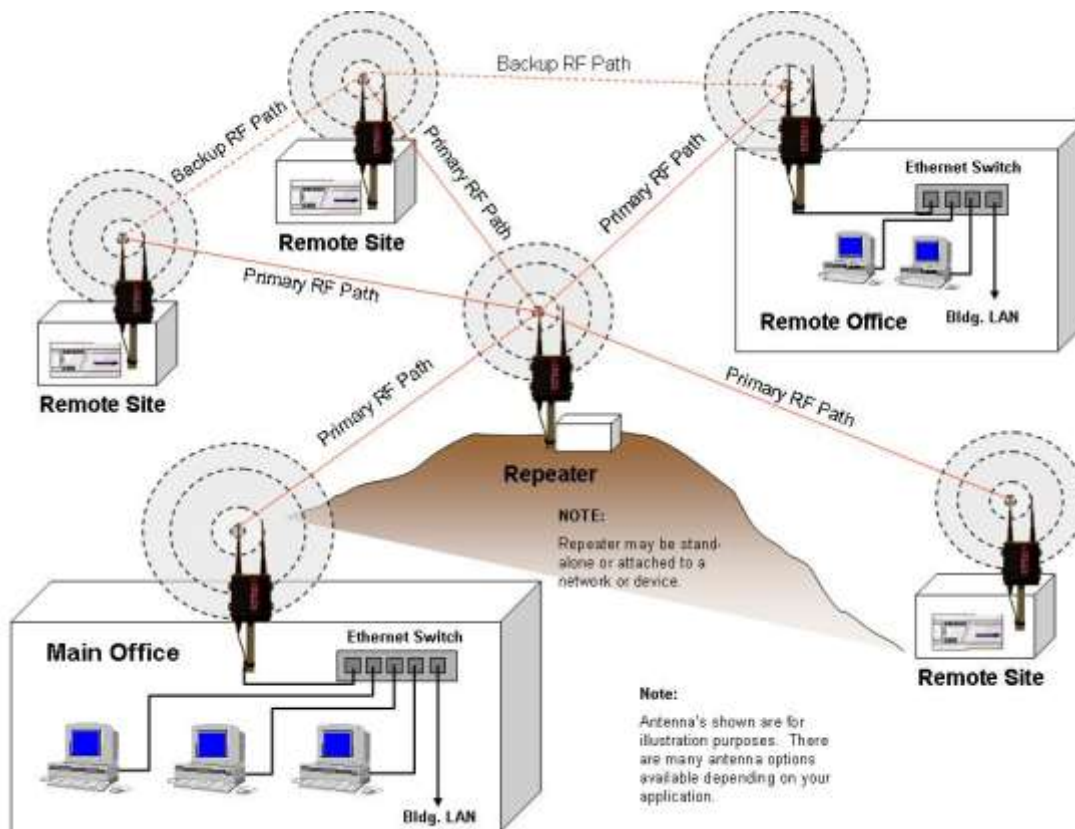 Backup RF Path
Backup RF Path
Primary RF Path
Primary RF Path
Ethernet Switch
Remote Site
Primary RF Path
Remote Office
Bldg. LAN
Remote Site
Primary RF Path
Primary RF Path
Repeater
NOTE:
Repeater may be stand-
alone or attached to a
network or device.
Main Office
Ethernet Switch
Bldg. LAN
Remote Site
Note:
Antenna's shown are for
illustration purposes. There
are many antenna options
available depending on your
application.